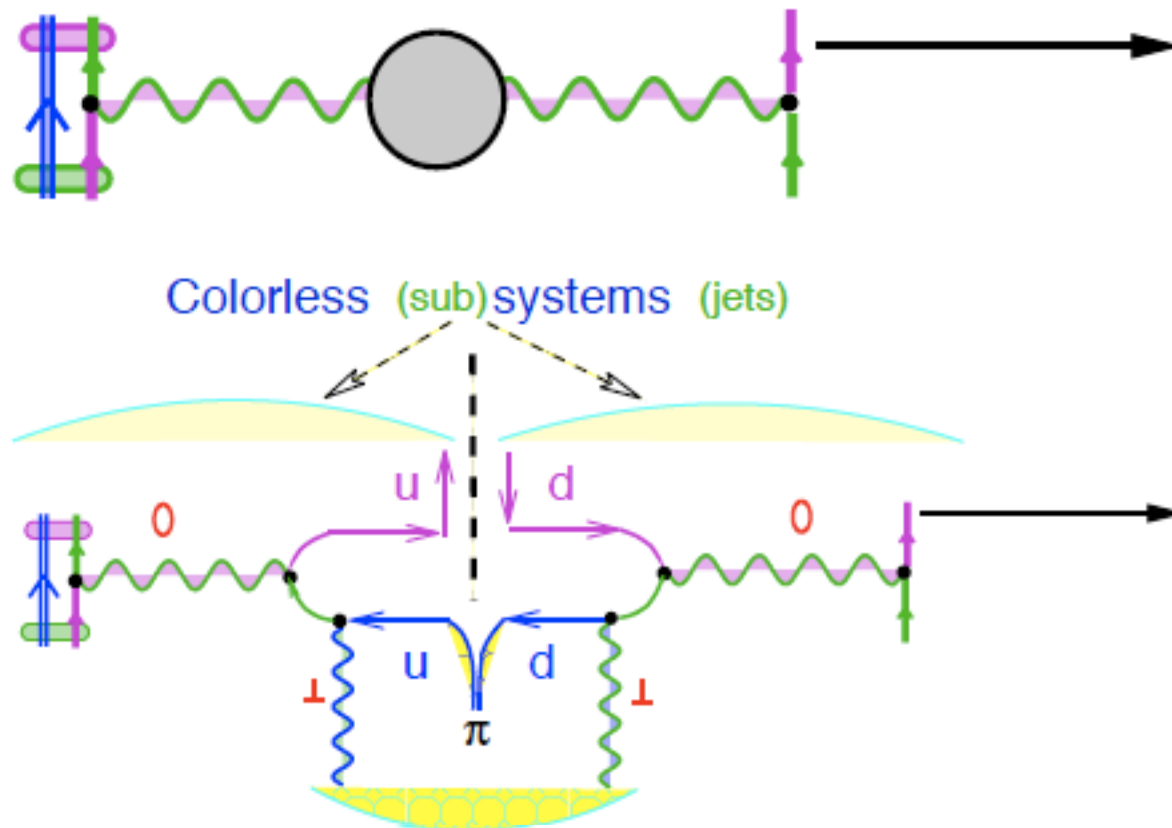 Colorless (sub)systems (jets)
u d
0 0
u d
⊥ ⊥
π